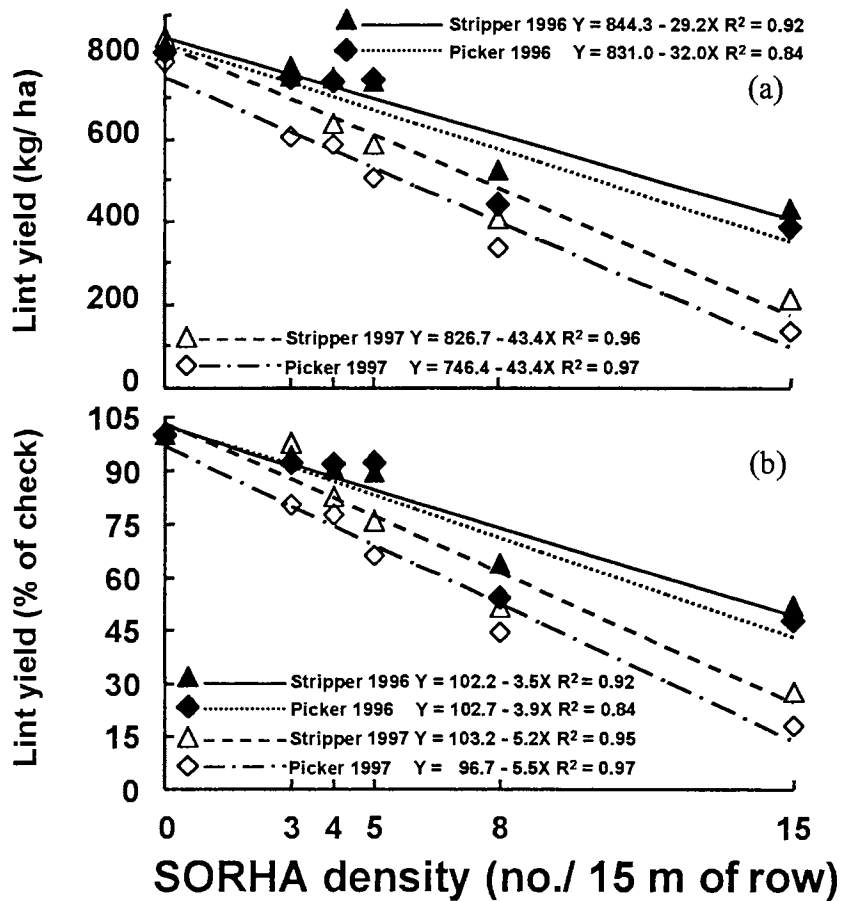 Stripper 1996 Y = 844.3 - 29.2X R² = 0.92
Picker 1996 Y = 831.0 - 32.0X R² = 0.84
(a)
Lint yield (kg/ ha)
800
600
400
200
0
Stripper 1997 Y = 826.7 - 43.4X R² = 0.96
Picker 1997 Y = 746.4 - 43.4X R² = 0.97
(b)
Lint yield (% of check)
105
90
75
60
45
30
15
0
Stripper 1996 Y = 102.2 - 3.5X R² = 0.92
Picker 1996 Y = 102.7 - 3.9X R² = 0.84
Stripper 1997 Y = 103.2 - 5.2X R² = 0.95
Picker 1997 Y = 96.7 - 5.5X R² = 0.97
0 3 4 5 8 15
SORHA density (no./ 15 m of row)